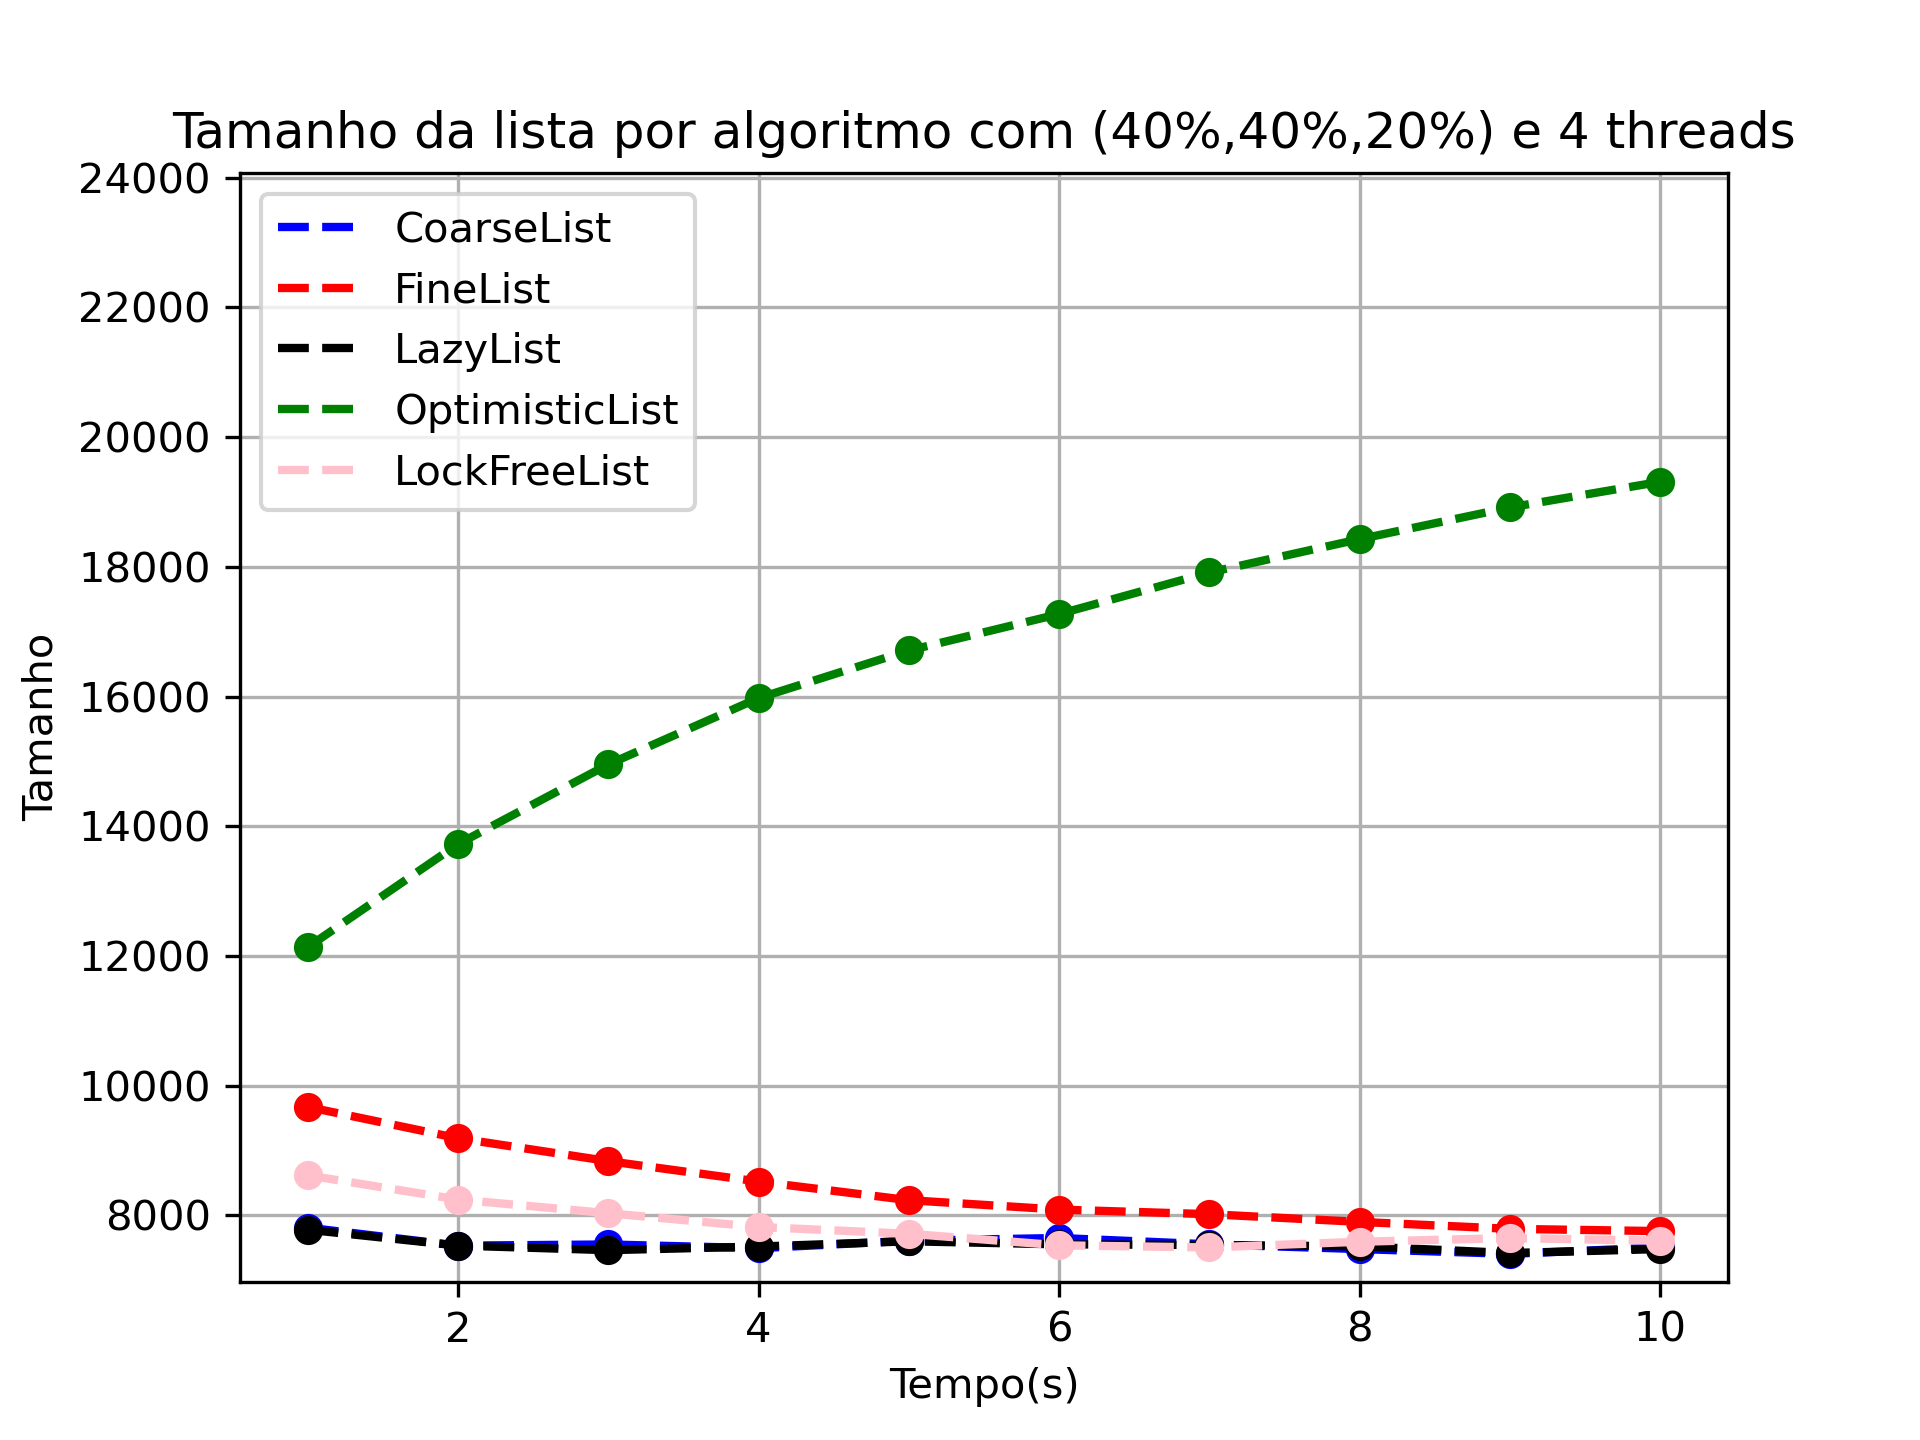 Tamanho da lista por algoritmo com (40%,40%,20%) e 4 threads
24000
22000
20000
18000
16000
14000
12000
10000
8000
Tamanho
CoarseList
FineList
LazyList
OptimisticList
LockFreeList
2
4
6
8
10
Tempo(s)